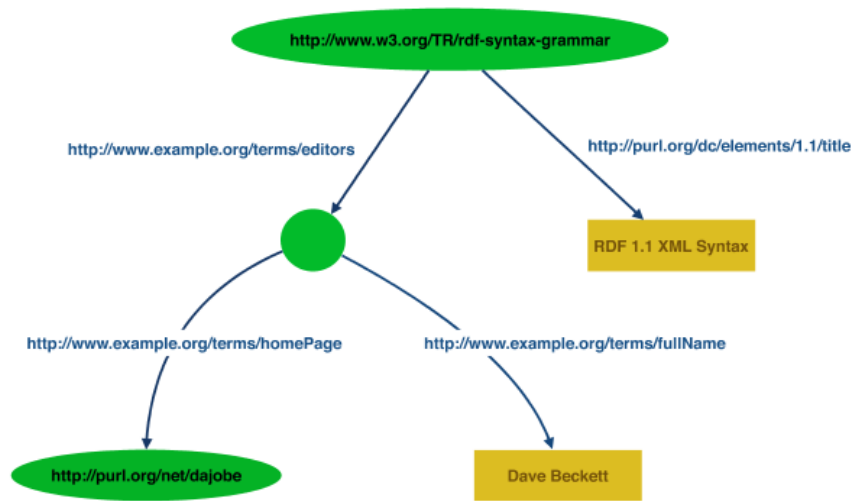 http://www.w3.org/TR/rdf-syntax-grammar
http://www.example.org/terms/editors
http://purl.org/dc/elements/1.1/title
RDF 1.1 XML Syntax
http://www.example.org/terms/homePage
http://www.example.org/terms/fullName
http://purl.org/net/dajobe
Dave Beckett